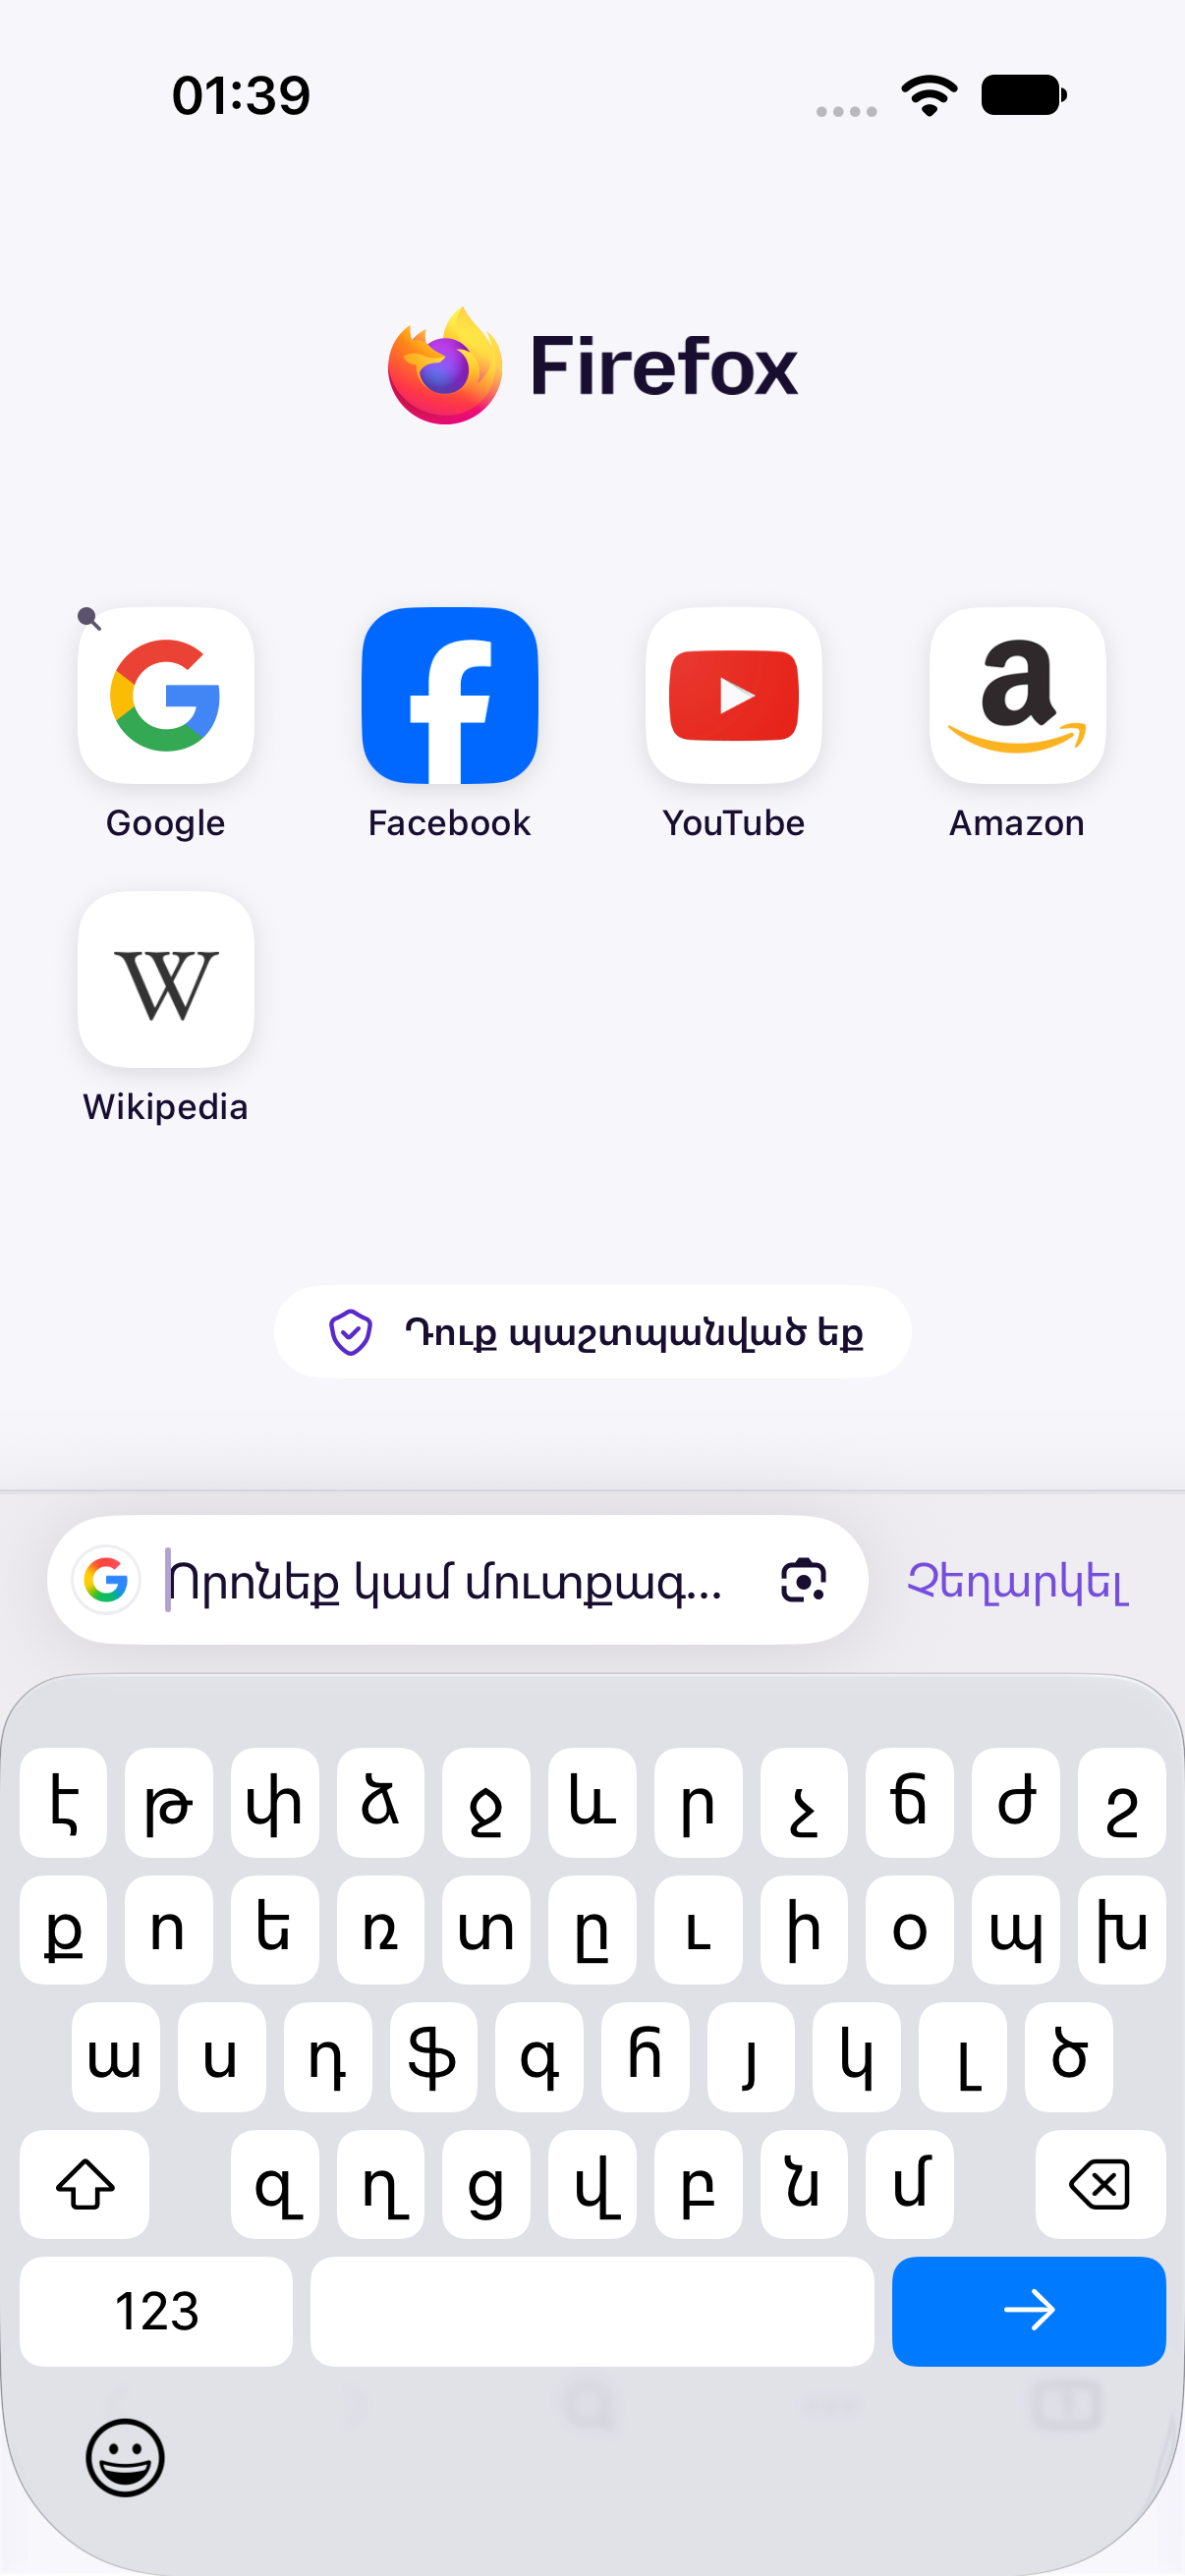 01:39
Firefox
Google Facebook YouTube Amazon
Wikipedia
Դուք պաշտպանված եք
Որոնեք կամ մուտքագ... Չեղարկել
է թ փ ձ ջ և ր չ ճ ժ շ
ք ո ե ռ տ ը ւ ի օ պ խ
ա ս դ ֆ գ հ յ կ լ ծ
զ ղ ց վ բ ն մ
123